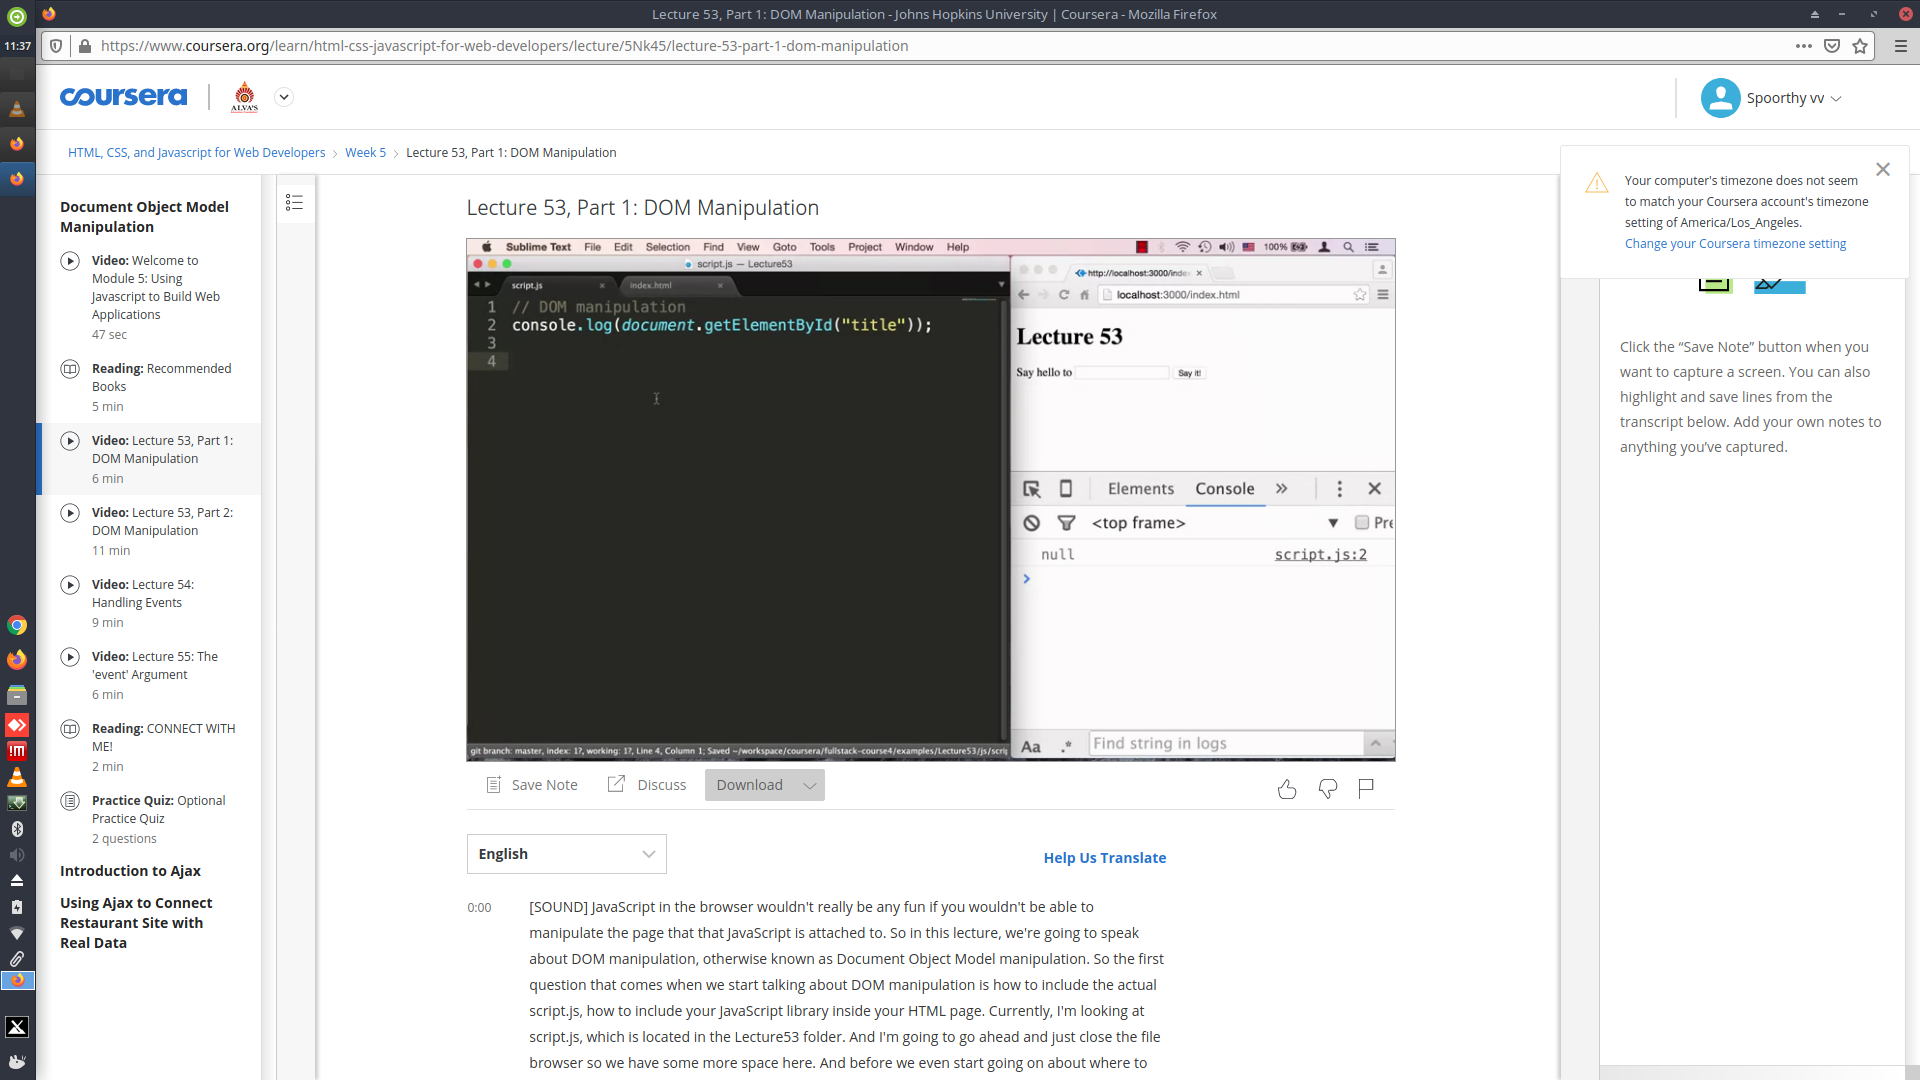 Lecture 53, Part 1: DOM Manipulation - Johns Hopkins University | Coursera - Mozilla Firefox
11:37
https://www.coursera.org/learn/html-css-javascript-for-web-developers/lecture/5Nk45/lecture-53-part-1-dom-manipulation
coursera
ALVA'S
Spoorthy vv
HTML, CSS, and Javascript for Web Developers > Week 5 > Lecture 53, Part 1: DOM Manipulation
Document Object Model
Manipulation
Video: Welcome to
Module 5: Using
Javascript to Build Web
Applications
47 sec
Reading: Recommended
Books
5 min
Video: Lecture 53, Part 1:
DOM Manipulation
6 min
Video: Lecture 53, Part 2:
DOM Manipulation
11 min
Video: Lecture 54:
Handling Events
9 min
Video: Lecture 55: The
'event' Argument
6 min
Reading: CONNECT WITH
ME!
2 min
Practice Quiz: Optional
Practice Quiz
2 questions
Introduction to Ajax
Using Ajax to Connect
Restaurant Site with
Real Data
Lecture 53, Part 1: DOM Manipulation
Sublime Text File Edit Selection Find View Goto Tools Project Window Help
100%
script.js — Lecture53
script.js
index.html
1 // DOM manipulation
2 console.log(document.getElementById("title"));
3
4
git branch: master, index: 1?, working: 1?, Line 4, Column 1; Saved ~/workspace/coursera/fullstack-course4/examples/Lecture53/js/scri
http://localhost:3000/inde
localhost:3000/index.html
Lecture 53
Say hello to
Say it!
Elements Console »
<top frame>
Pre
null script.js:2
>
Aa .*
Find string in logs
Save Note
Discuss
Download
English
Help Us Translate
0:00
[SOUND] JavaScript in the browser wouldn't really be any fun if you wouldn't be able to
manipulate the page that that JavaScript is attached to. So in this lecture, we're going to speak
about DOM manipulation, otherwise known as Document Object Model manipulation. So the first
question that comes when we start talking about DOM manipulation is how to include the actual
script.js, how to include your JavaScript library inside your HTML page. Currently, I'm looking at
script.js, which is located in the Lecture53 folder. And I'm going to go ahead and just close the file
browser so we have some more space here. And before we even start going on about where to
Your computer's timezone does not seem
to match your Coursera account's timezone
setting of America/Los_Angeles.
Change your Coursera timezone setting
Click the “Save Note” button when you
want to capture a screen. You can also
highlight and save lines from the
transcript below. Add your own notes to
anything you’ve captured.